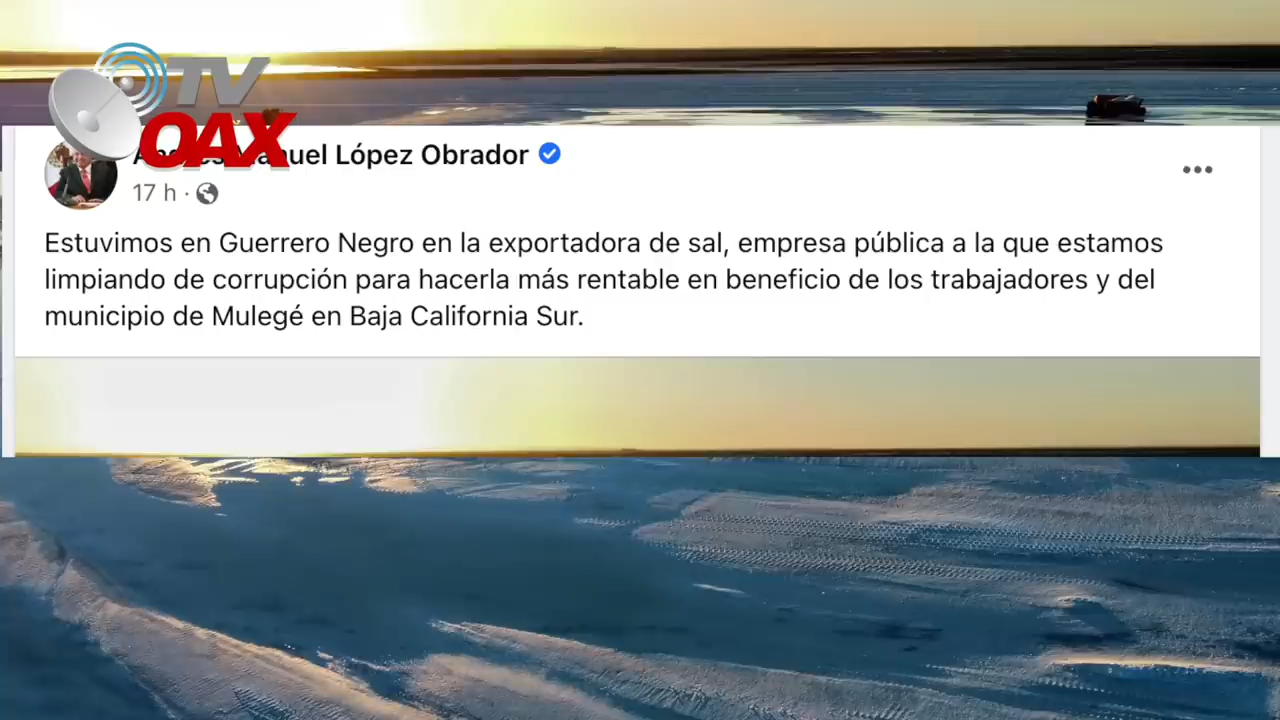 TV
OAX
Andrés Manuel López Obrador
17 h ·
Estuvimos en Guerrero Negro en la exportadora de sal, empresa pública a la que estamos
limpiando de corrupción para hacerla más rentable en beneficio de los trabajadores y del
municipio de Mulegé en Baja California Sur.